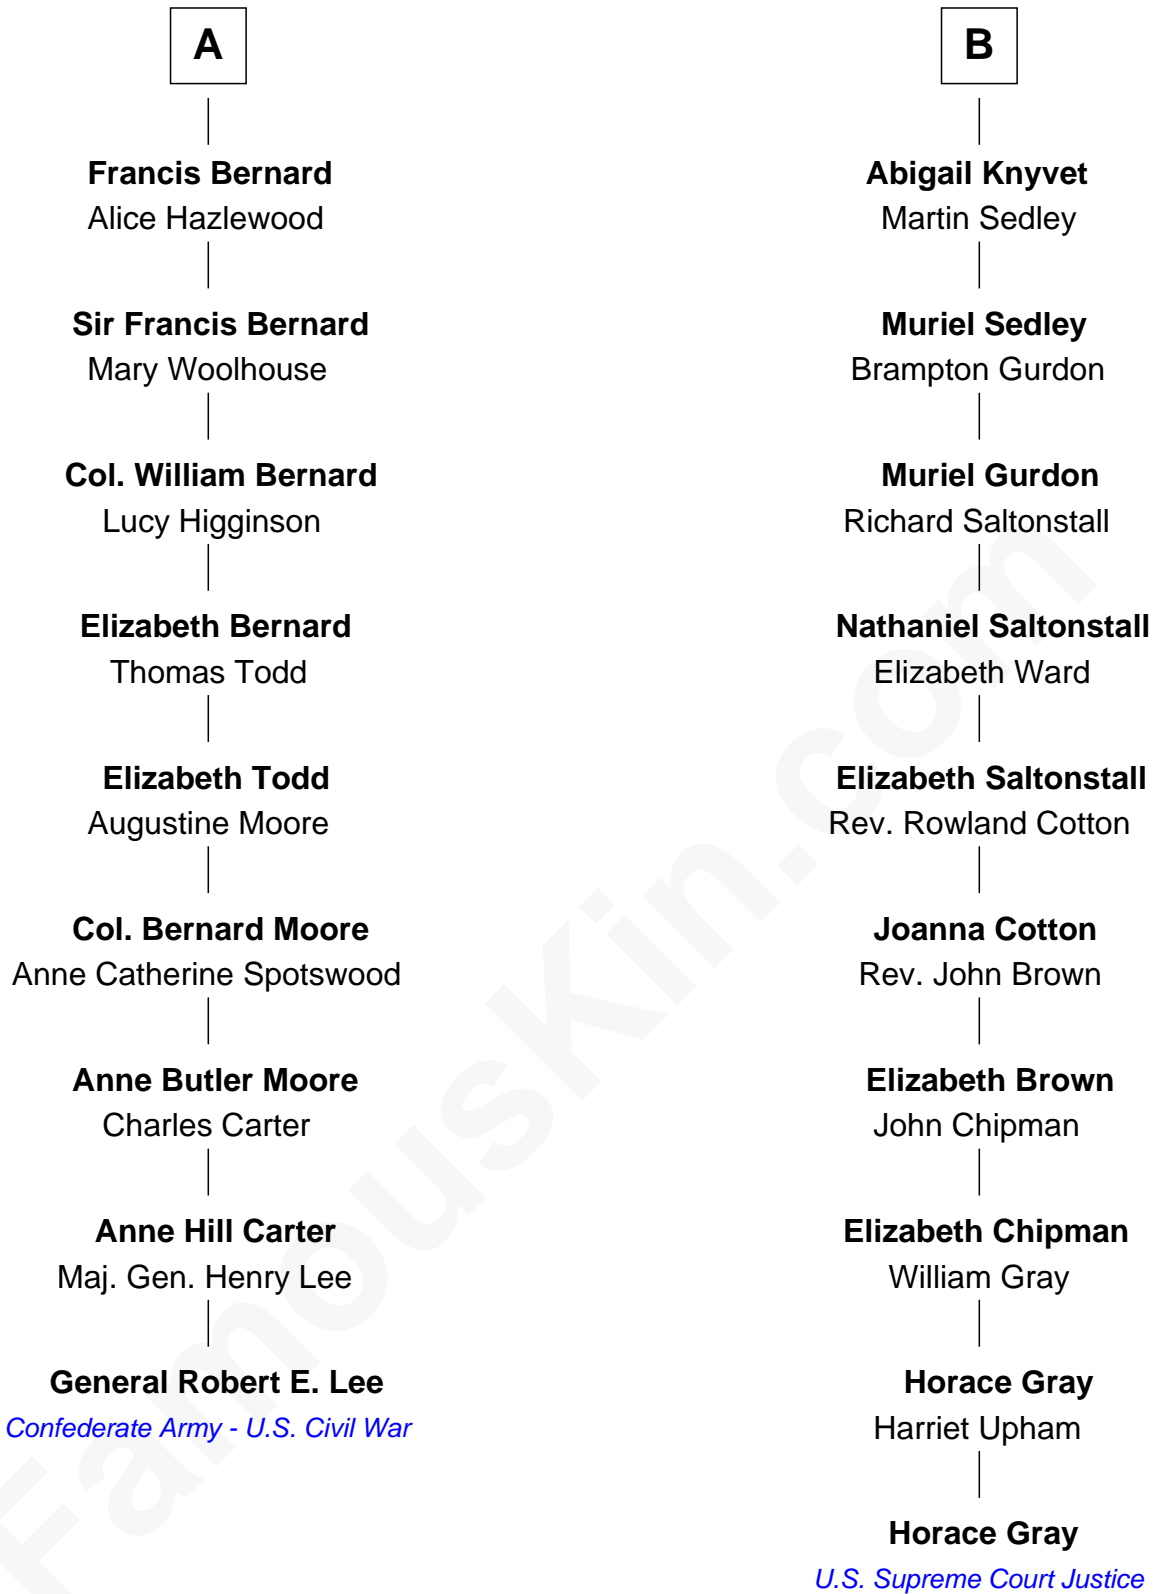 A
Francis Bernard
Alice Hazlewood
Sir Francis Bernard
Mary Woolhouse
Col. William Bernard
Lucy Higginson
Elizabeth Bernard
Thomas Todd
Elizabeth Todd
Augustine Moore
Col. Bernard Moore
Anne Catherine Spotswood
Anne Butler Moore
Charles Carter
Anne Hill Carter
Maj. Gen. Henry Lee
General Robert E. Lee
Confederate Army - U.S. Civil War
B
Abigail Knyvet
Martin Sedley
Muriel Sedley
Brampton Gurdon
Muriel Gurdon
Richard Saltonstall
Nathaniel Saltonstall
Elizabeth Ward
Elizabeth Saltonstall
Rev. Rowland Cotton
Joanna Cotton
Rev. John Brown
Elizabeth Brown
John Chipman
Elizabeth Chipman
William Gray
Horace Gray
Harriet Upham
Horace Gray
U.S. Supreme Court Justice
FamousKin.com